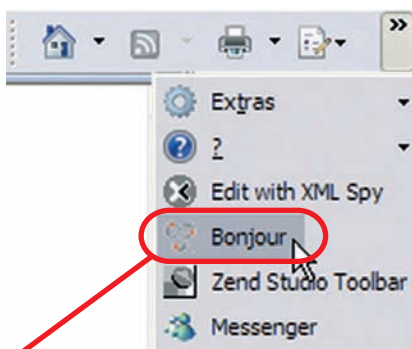 »
Extras
?
Edit with XML Spy
Bonjour
Zend Studio Toolbar
Messenger